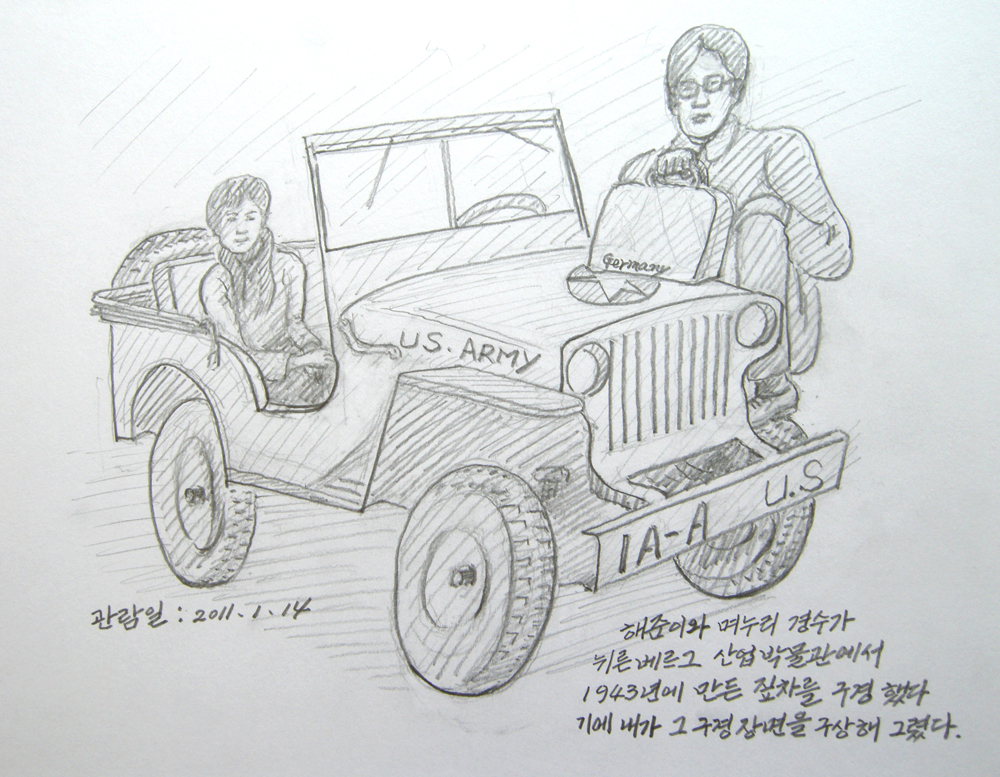 Germany
U.S. ARMY
U.S
1A-A
관람일 : 2011. 1. 14
해준이와 며누리 경수가
뉘른베르그 산업박물관에서
1943년에 만든 짚차를 구경 했다
기에 내가 그 구경장면을 구상해 그렸다.